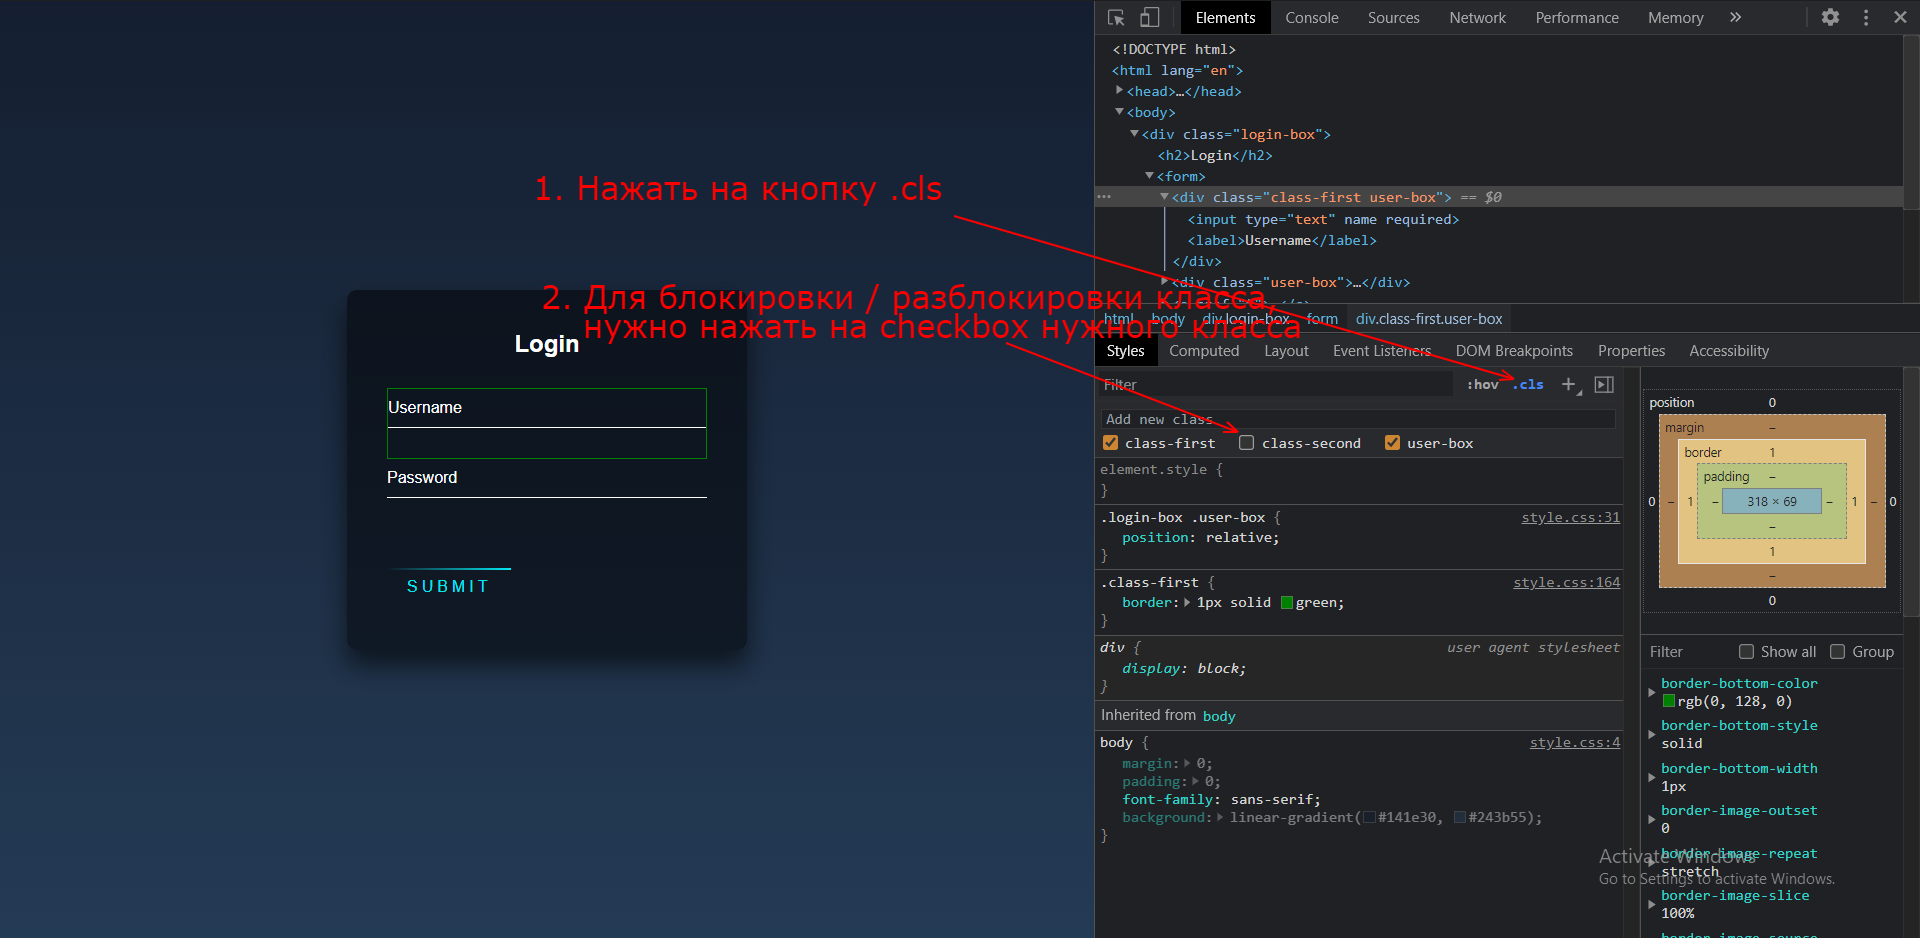 Elements Console Sources Network Performance Memory »
<!DOCTYPE html>
<html lang="en">
<head>…</head>
<body>
<div class="login-box">
<h2>Login</h2>
<form>
<div class="class-first user-box"> == $0
<input type="text" name required>
<label>Username</label>
</div>
<div class="user-box">…</div>
html body div.login-box form div.class-first.user-box
1. Нажать на кнопку .cls
2. Для блокировки / разблокировки класса,
нужно нажать на checkbox нужного класса
Login
Username
Password
SUBMIT
Styles Computed Layout Event Listeners DOM Breakpoints Properties Accessibility
Filter :hov .cls
Add new class
class-first class-second user-box
element.style {
}
.login-box .user-box { style.css:31
position: relative;
}
.class-first { style.css:164
border: 1px solid green;
}
div { user agent stylesheet
display: block;
}
Inherited from body
body { style.css:4
margin: 0;
padding: 0;
font-family: sans-serif;
background: linear-gradient(#141e30, #243b55);
}
position 0
margin –
border 1
padding –
0 – 1 – 318 × 69 – 1 – 0
–
1
–
0
Filter Show all Group
border-bottom-color
rgb(0, 128, 0)
border-bottom-style
solid
border-bottom-width
1px
border-image-outset
0
border-image-repeat
stretch
border-image-slice
100%
Activate Windows
Go to Settings to activate Windows.